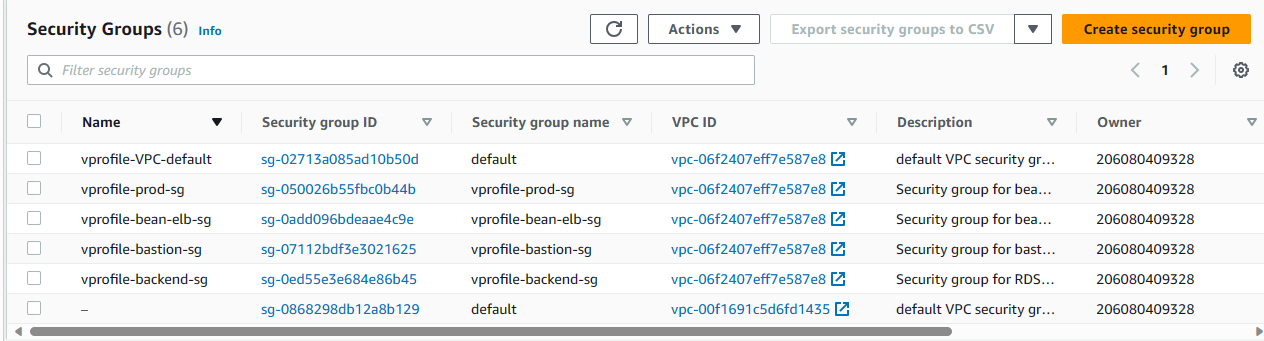 Security Groups (6) Info Actions Export security groups to CSV Create security group
Filter security groups 1
Name Security group ID Security group name VPC ID Description Owner
vprofile-VPC-default sg-02713a085ad10b50d default vpc-06f2407eff7e587e8 default VPC security gr... 206080409328
vprofile-prod-sg sg-050026b55fbc0b44b vprofile-prod-sg vpc-06f2407eff7e587e8 Security group for bea... 206080409328
vprofile-bean-elb-sg sg-0add096bdeaae4c9e vprofile-bean-elb-sg vpc-06f2407eff7e587e8 Security group for bea... 206080409328
vprofile-bastion-sg sg-07112bdf3e3021625 vprofile-bastion-sg vpc-06f2407eff7e587e8 Security group for bast... 206080409328
vprofile-backend-sg sg-0ed55e3e684e86b45 vprofile-backend-sg vpc-06f2407eff7e587e8 Security group for RDS... 206080409328
– sg-0868298db12a8b129 default vpc-00f1691c5d6fd1435 default VPC security gr... 206080409328